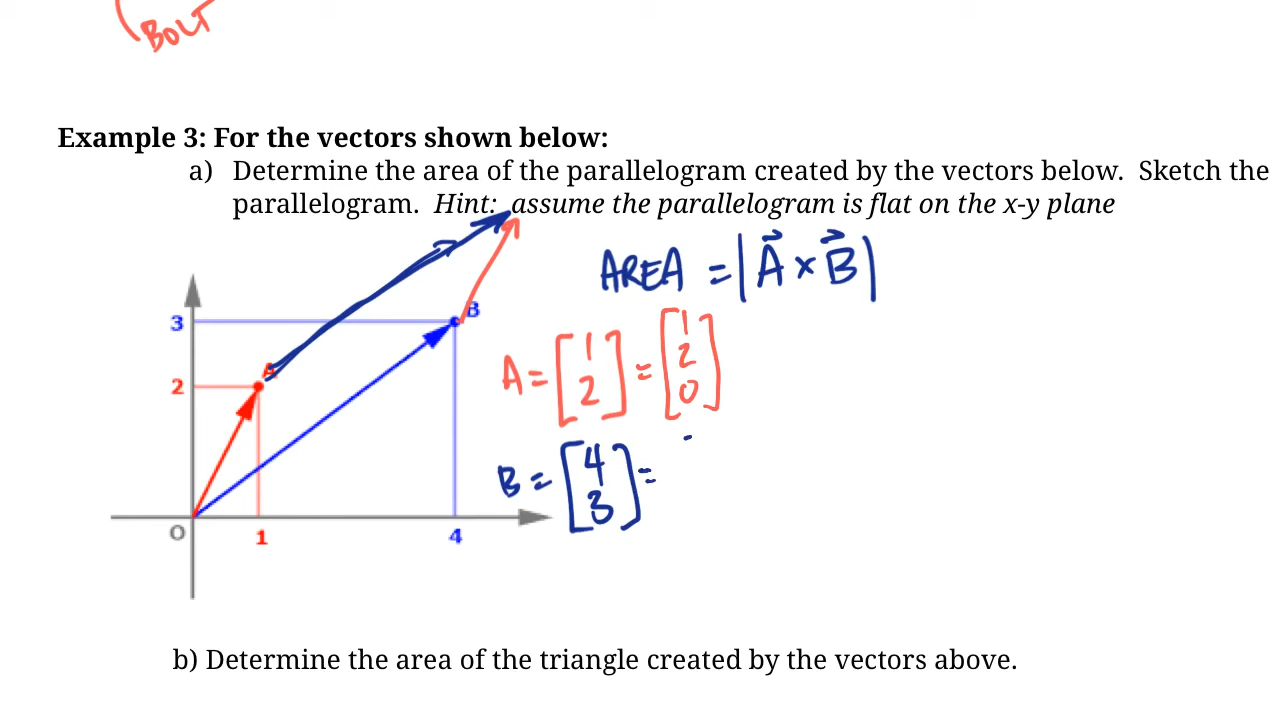 BOLT
Example 3: For the vectors shown below:
a) Determine the area of the parallelogram created by the vectors below. Sketch the
parallelogram. Hint: assume the parallelogram is flat on the x-y plane
AREA = |A × B|
3
B
A
2
A = [1 2] = [1 2 0]
B = [4 3] =
O
1
4
b) Determine the area of the triangle created by the vectors above.